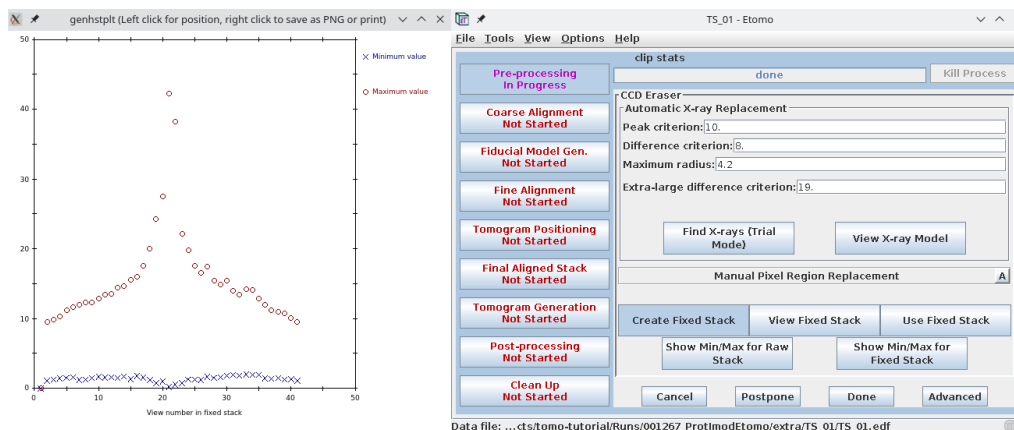 genhstplt (Left click for position, right click to save as PNG or print)
50
40
30
20
10
0
0
10
20
30
40
50
View number in fixed stack
Minimum value
Maximum value
TS_01 - Etomo
File Tools View Options Help
Pre-processing
In Progress
Coarse Alignment
Not Started
Fiducial Model Gen.
Not Started
Fine Alignment
Not Started
Tomogram Positioning
Not Started
Final Aligned Stack
Not Started
Tomogram Generation
Not Started
Post-processing
Not Started
Clean Up
Not Started
clip stats
done
Kill Process
CCD Eraser
Automatic X-ray Replacement
Peak criterion: 10.
Difference criterion: 8.
Maximum radius: 4.2
Extra-large difference criterion: 19.
Find X-rays (Trial
Mode)
View X-ray Model
Manual Pixel Region Replacement
A
Create Fixed Stack
View Fixed Stack
Use Fixed Stack
Show Min/Max for Raw
Stack
Show Min/Max for
Fixed Stack
Cancel
Postpone
Done
Advanced
Data file: ...cts/tomo-tutorial/Runs/001267_ProtImodEtomo/extra/TS_01/TS_01.edf